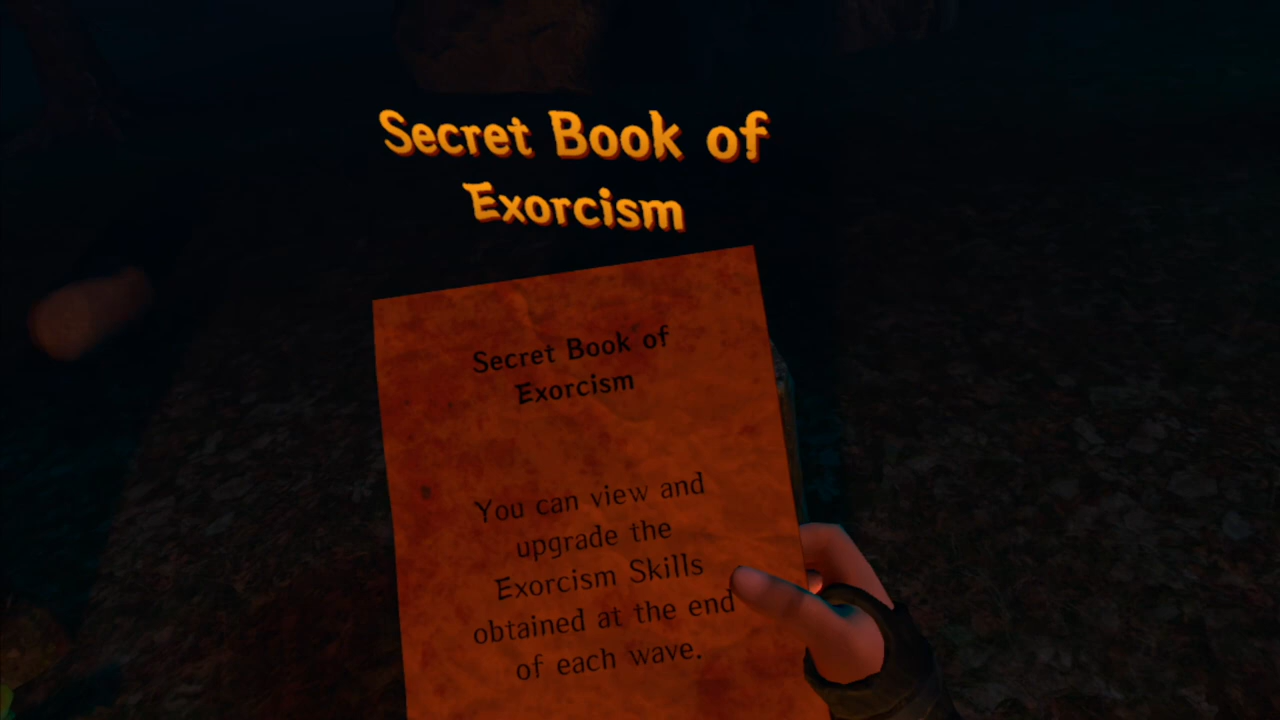 Secret Book of
Exorcism
Secret Book of
Exorcism
You can view and
upgrade the
Exorcism Skills
obtained at the end
of each wave.